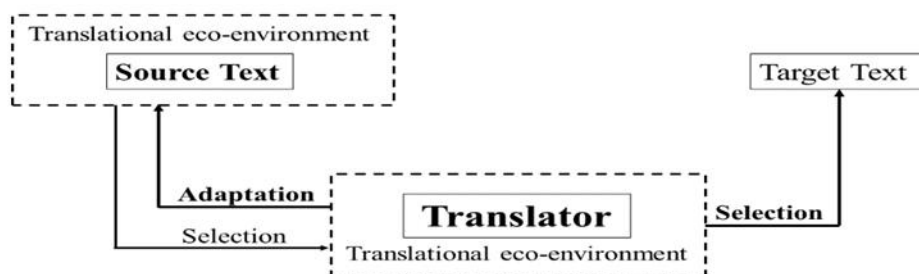 Translational eco-environment
Source Text
Target Text
Adaptation
Selection
Translator
Translational eco-environment
Selection